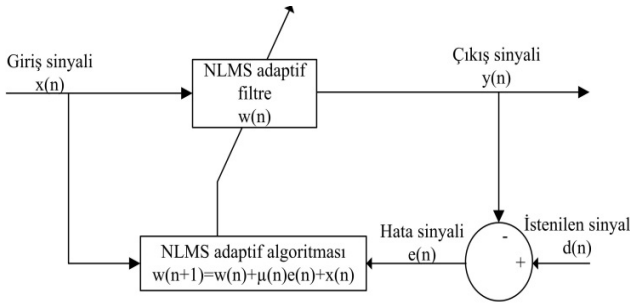 Giriş sinyali
x(n)
NLMS adaptif
filtre
w(n)
Çıkış sinyali
y(n)
Hata sinyali
e(n)
-
+
İstenilen sinyal
d(n)
NLMS adaptif algoritması
w(n+1)=w(n)+µ(n)e(n)+x(n)